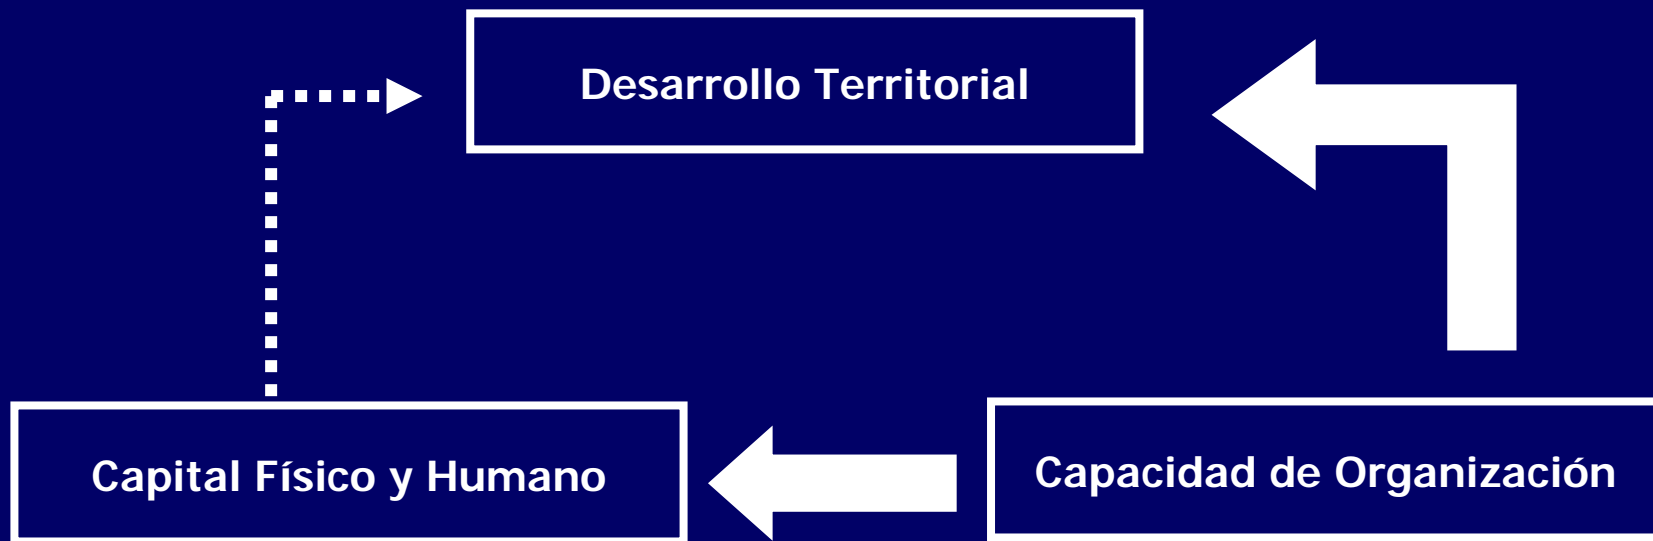 Desarrollo Territorial
Capital Físico y Humano
Capacidad de Organización